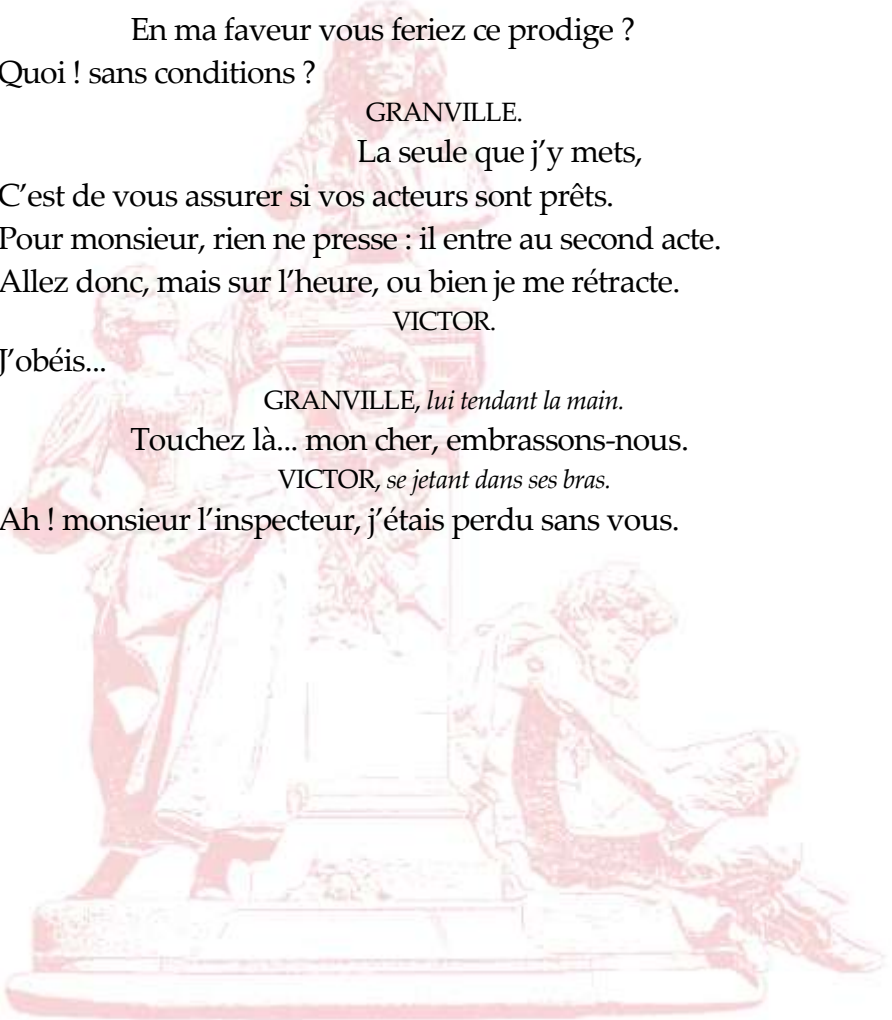 En ma faveur vous feriez ce prodige ?
Quoi ! sans conditions ?
GRANVILLE.
La seule que j’y mets,
C’est de vous assurer si vos acteurs sont prêts.
Pour monsieur, rien ne presse : il entre au second acte.
Allez donc, mais sur l’heure, ou bien je me rétracte.
VICTOR.
J’obéis...
GRANVILLE, lui tendant la main.
Touchez là... mon cher, embrassons-nous.
VICTOR, se jetant dans ses bras.
Ah ! monsieur l’inspecteur, j’étais perdu sans vous.